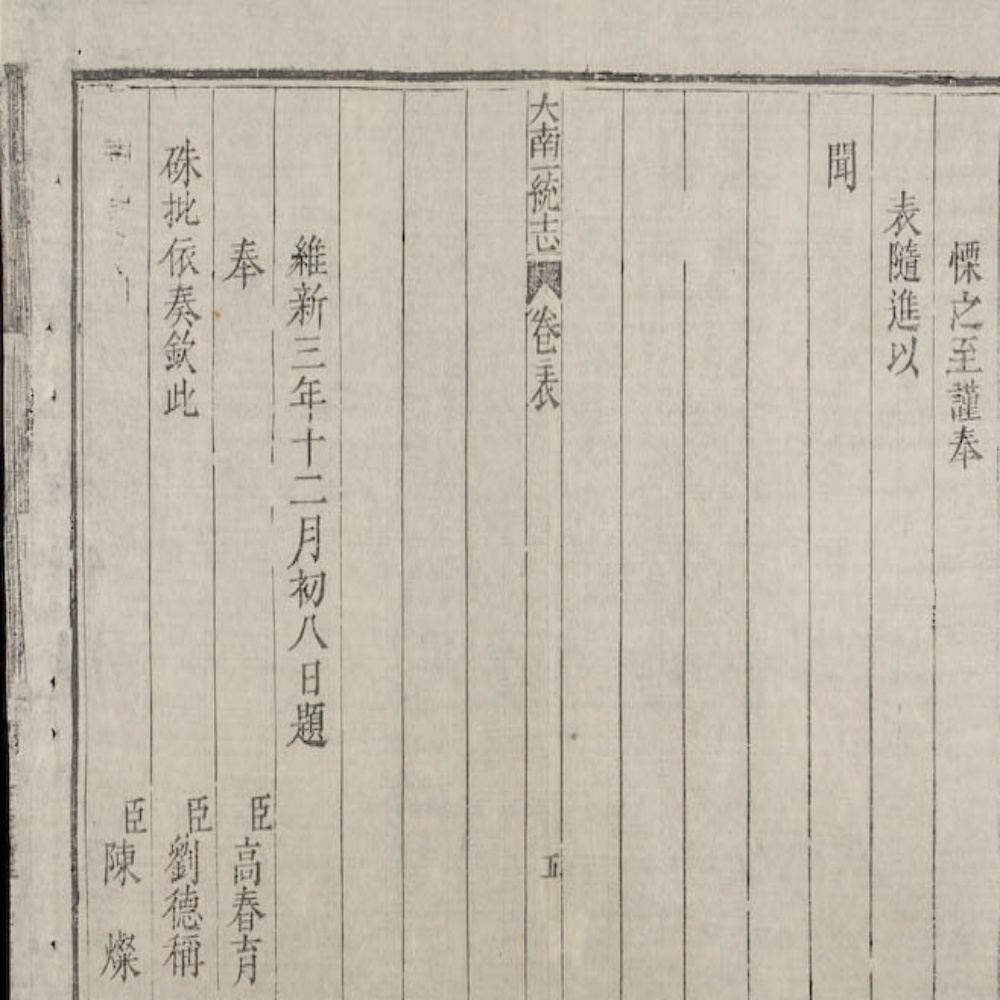 慄之至謹奉
表隨進以
聞
大南一統志 卷之表
五
維新三年十二月初八日題
奉 臣高春育
硃批依奏欽此 臣劉德稱
臣陳燦